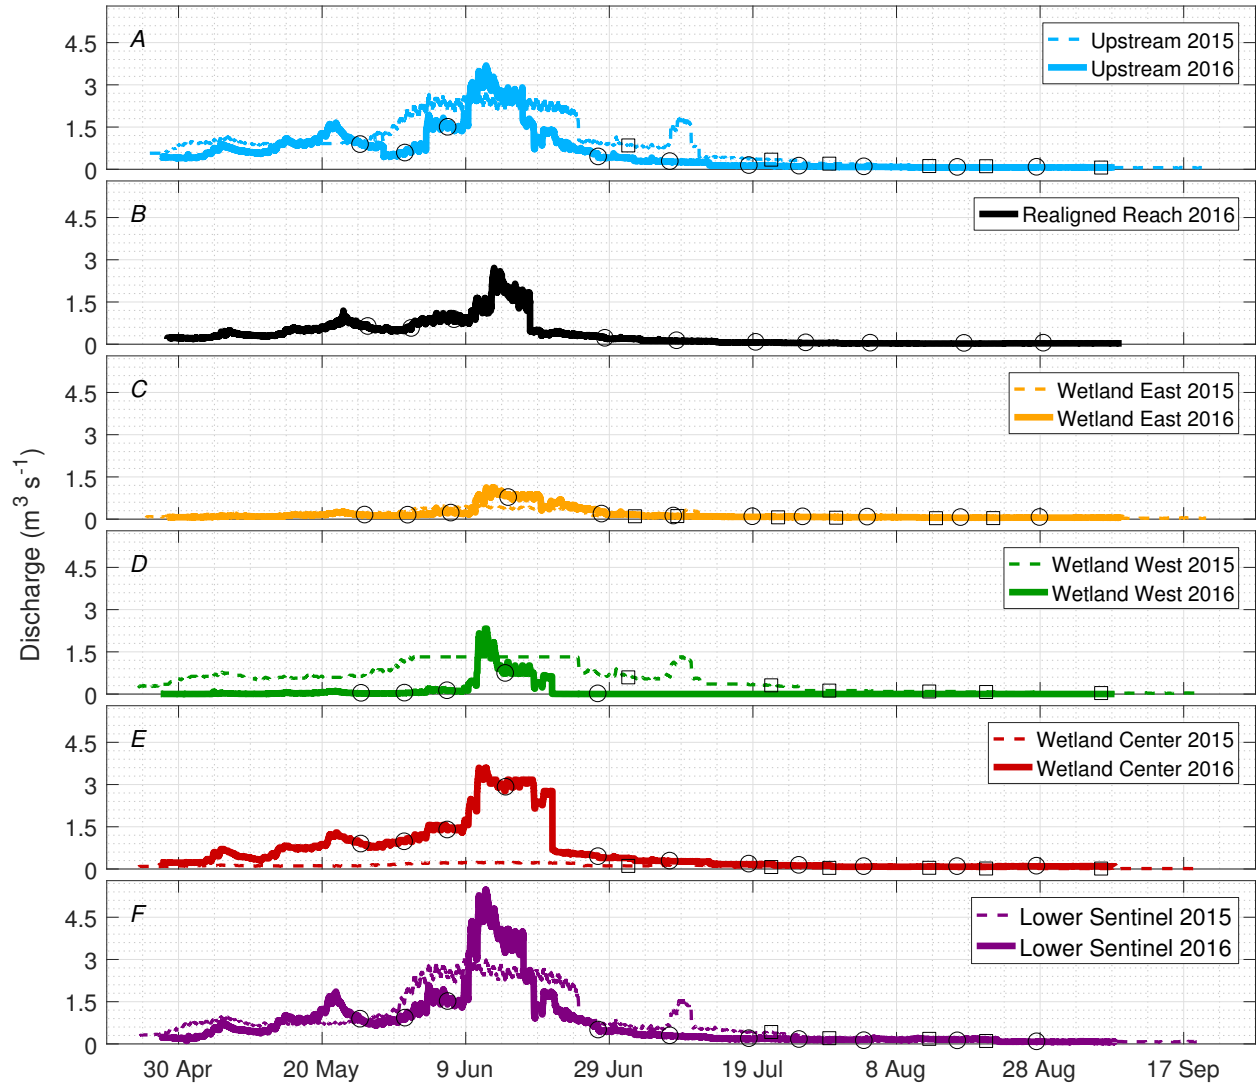 A
4.5
3
1.5
0
Upstream 2015
Upstream 2016
B
4.5
3
1.5
0
Realigned Reach 2016
C
4.5
3
1.5
0
Wetland East 2015
Wetland East 2016
D
4.5
3
1.5
0
Wetland West 2015
Wetland West 2016
E
4.5
3
1.5
0
Wetland Center 2015
Wetland Center 2016
F
4.5
3
1.5
0
Lower Sentinel 2015
Lower Sentinel 2016
Discharge (m³ s⁻¹)
30 Apr 20 May 9 Jun 29 Jun 19 Jul 8 Aug 28 Aug 17 Sep